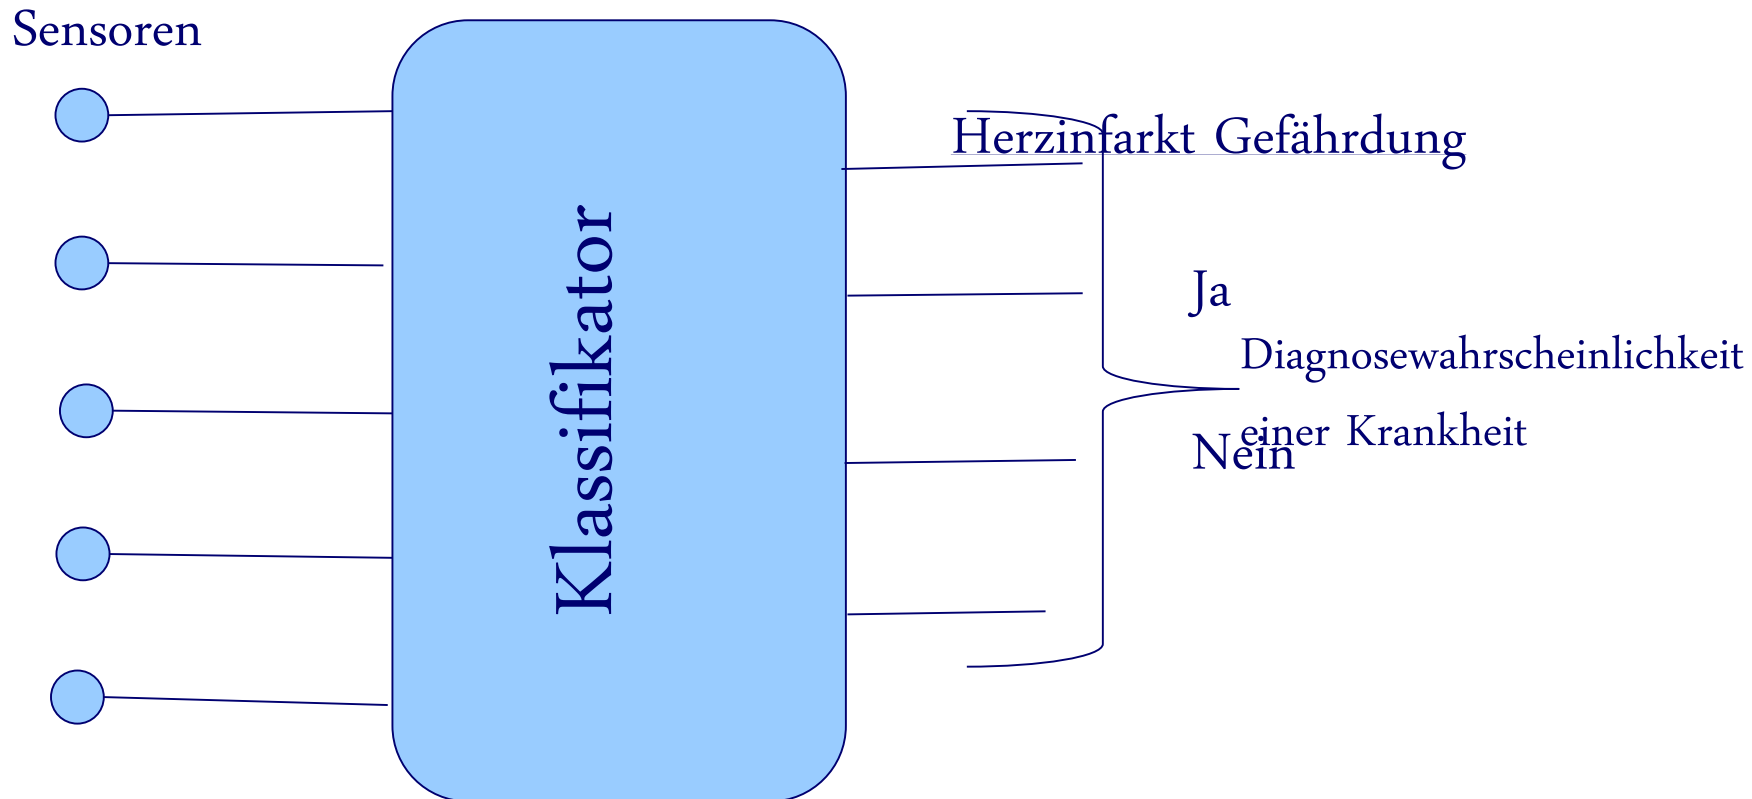 Sensoren
Klassifikator
Herzinfarkt Gefährdung
Ja
Diagnosewahrscheinlichkeit
einer Krankheit
Nein